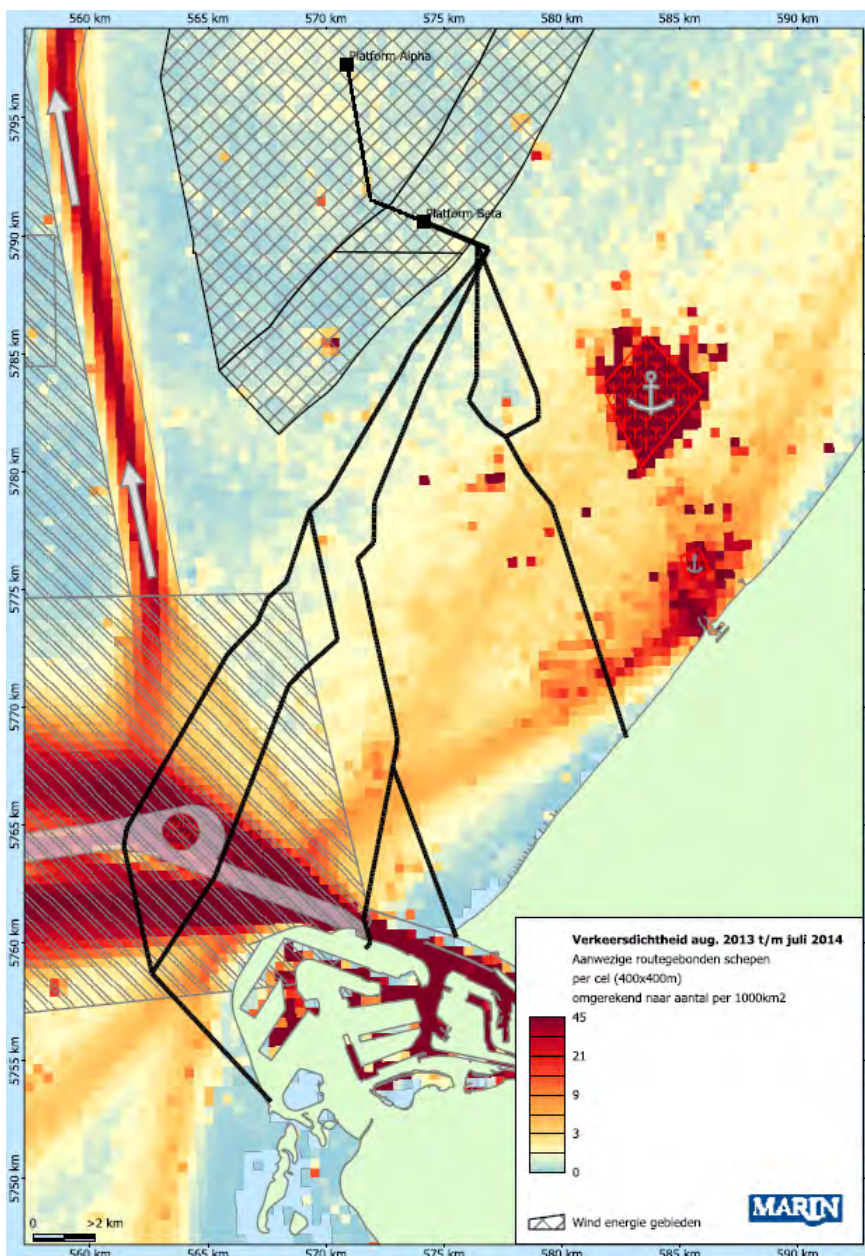 560 km 565 km 570 km 575 km 580 km 585 km 590 km
Platform Alpha
5795 km
Platform Beta
5790 km
5785 km
5780 km
5775 km
5770 km
5765 km
5760 km
5755 km
5750 km
Verkeersdichtheid aug. 2013 t/m juli 2014
Aanwezige routegebonden schepen
per cel (400x400m)
omgerekend naar aantal per 1000km2
45
21
9
3
0
Wind energie gebieden
MARIN
0 >2 km
560 km 565 km 570 km 575 km 580 km 585 km 590 km